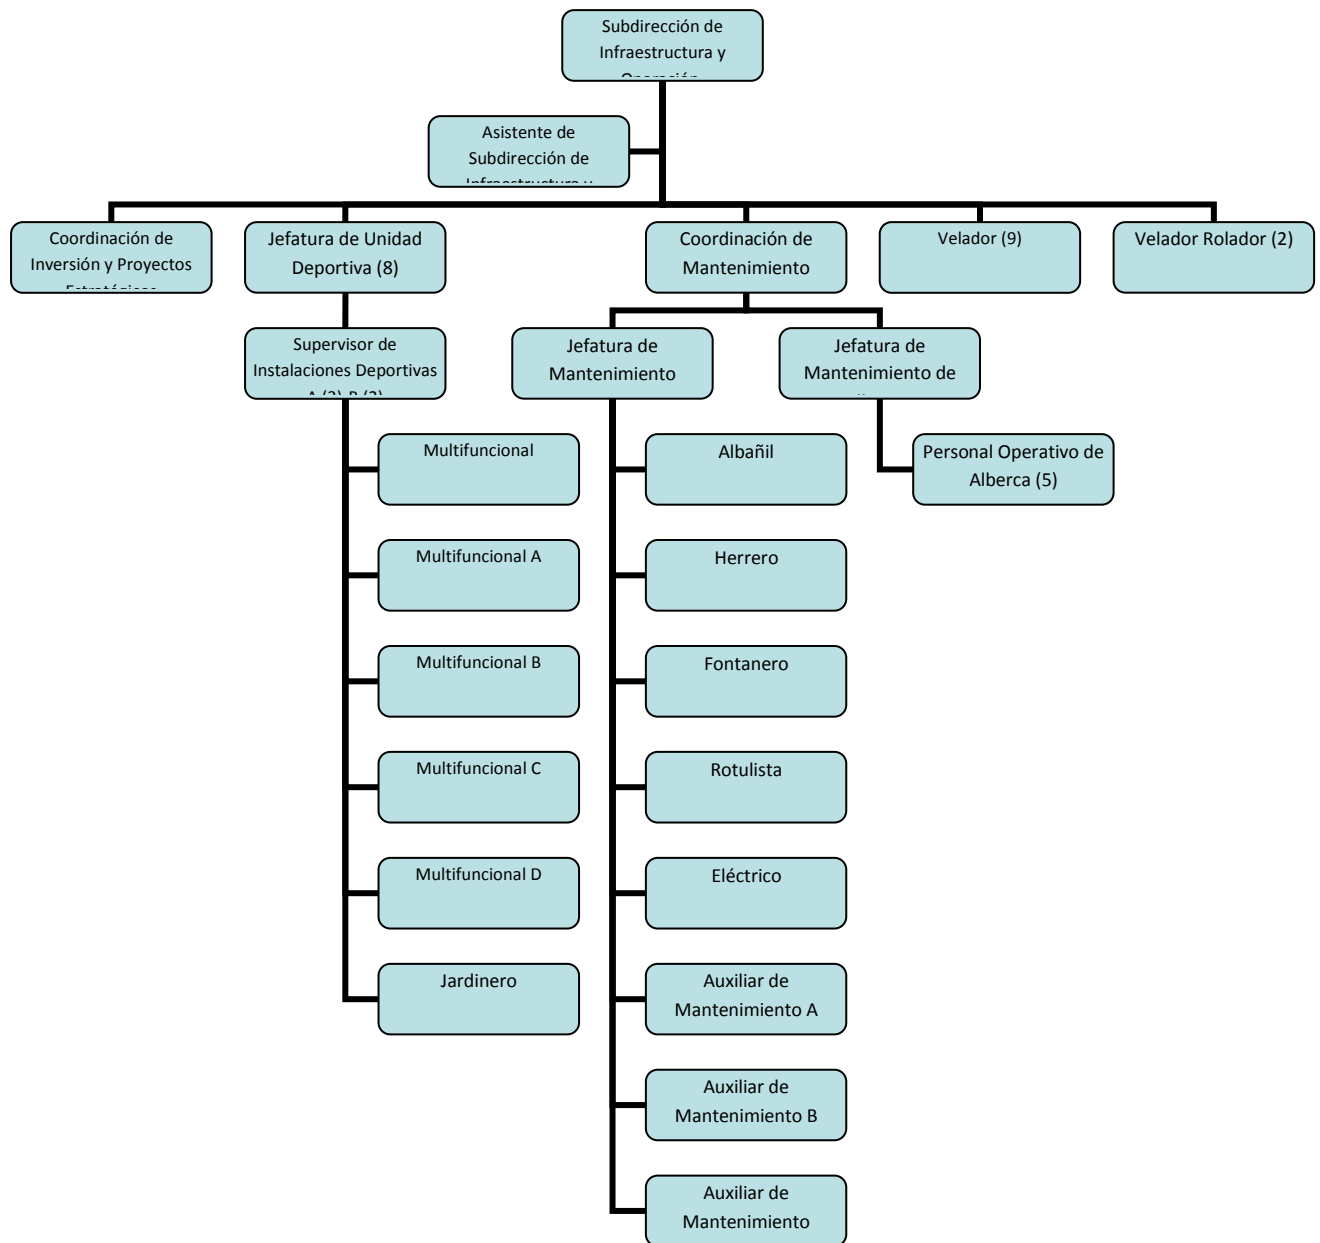 Subdirección de
Infraestructura y
Operación
Asistente de
Subdirección de
Infraestructura y
Coordinación de
Inversión y Proyectos
Estratégicos
Jefatura de Unidad
Deportiva (8)
Coordinación de
Mantenimiento
Velador (9)
Velador Rolador (2)
Supervisor de
Instalaciones Deportivas
Jefatura de
Mantenimiento
Jefatura de
Mantenimiento de
Multifuncional
Albañil
Personal Operativo de
Alberca (5)
Multifuncional A
Herrero
Multifuncional B
Fontanero
Multifuncional C
Rotulista
Multifuncional D
Eléctrico
Jardinero
Auxiliar de
Mantenimiento A
Auxiliar de
Mantenimiento B
Auxiliar de
Mantenimiento